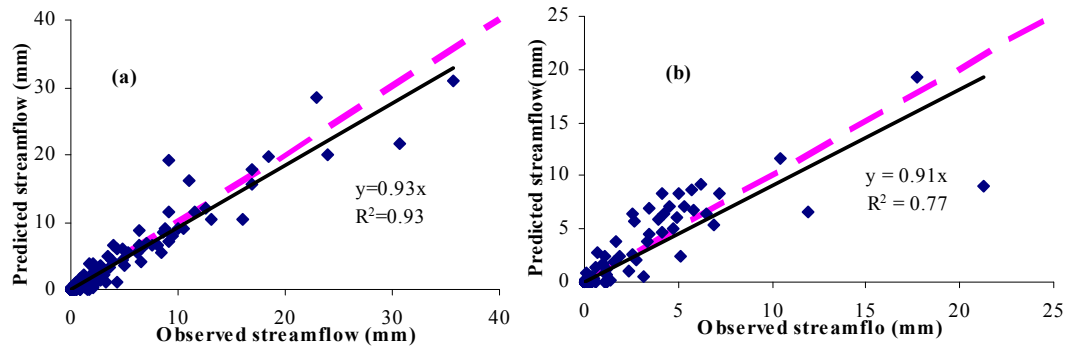 Predicted streamflow (mm)
40
30
20
10
0
(a)
y=0.93x
R²=0.93
0 10 20 30 40
Observed streamflow (mm)
Predicted streamflow(mm)
25
20
15
10
5
0
(b)
y = 0.91x
R² = 0.77
0 5 10 15 20 25
Observed streamflo (mm)